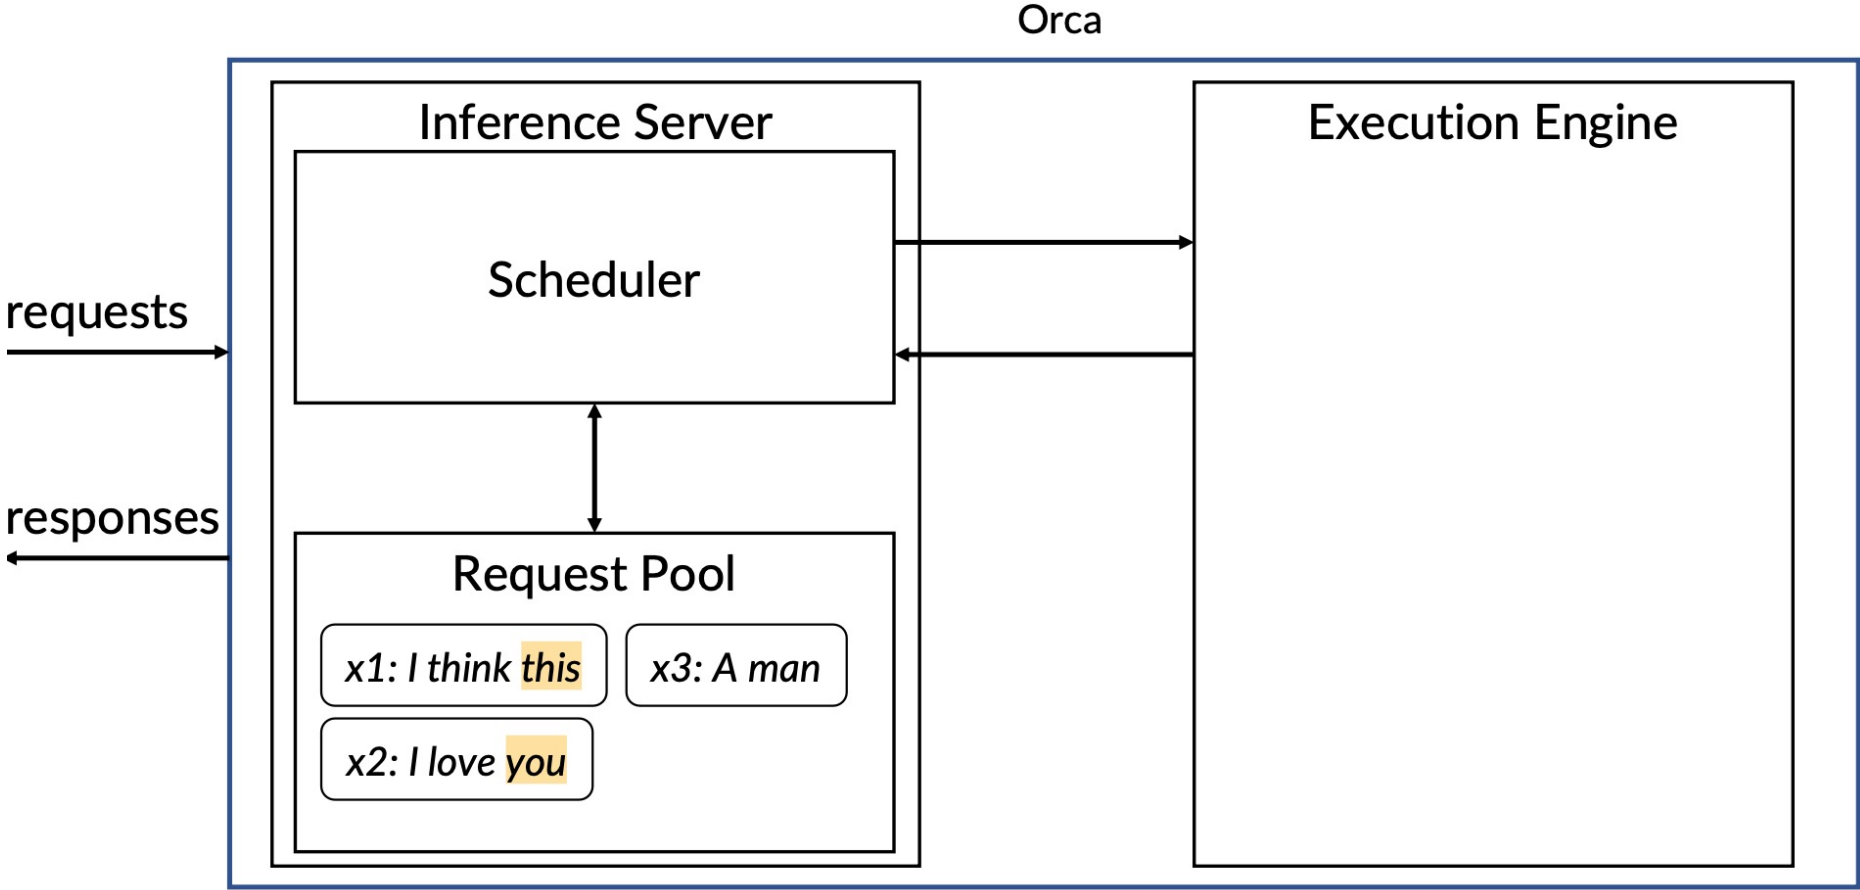 Orca
Inference Server
Execution Engine
Scheduler
requests
responses
Request Pool
x1: I think this
x3: A man
x2: I love you